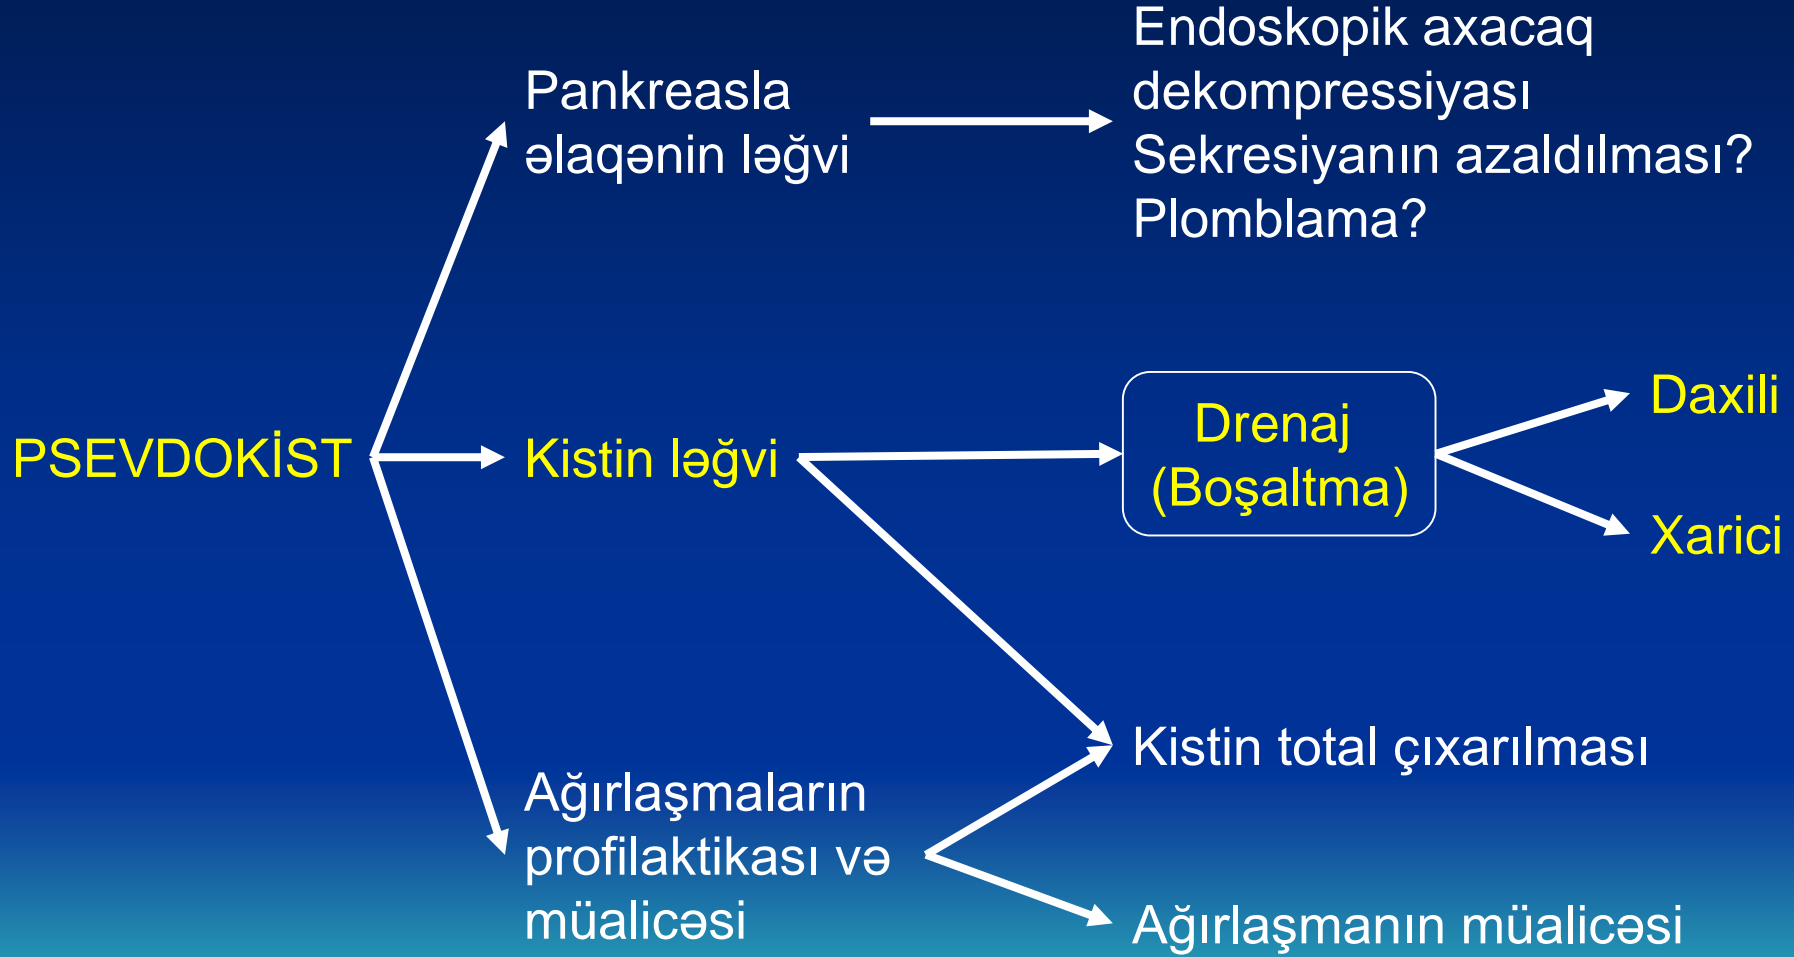 Pankreasla
əlaqənin ləğvi
Endoskopik axacaq
dekompressiyası
Sekresiyanın azaldılması?
Plomblama?
PSEVDOKİST
Kistin ləğvi
Drenaj
(Boşaltma)
Daxili
Xarici
Kistin total çıxarılması
Ağırlaşmaların
profilaktikası və
müalicəsi
Ağırlaşmanın müalicəsi